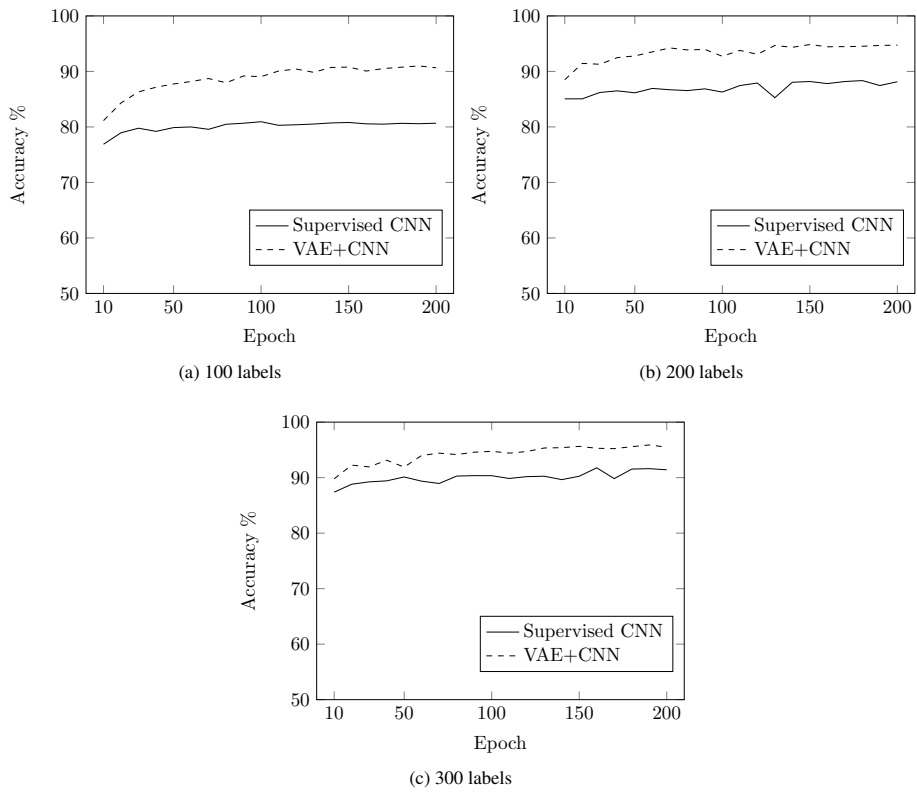 100
90
80
70
60
50
Accuracy %
Supervised CNN
VAE+CNN
10 50 100 150 200
Epoch
(a) 100 labels
100
90
80
70
60
50
Accuracy %
Supervised CNN
VAE+CNN
10 50 100 150 200
Epoch
(b) 200 labels
100
90
80
70
60
50
Accuracy %
Supervised CNN
VAE+CNN
10 50 100 150 200
Epoch
(c) 300 labels